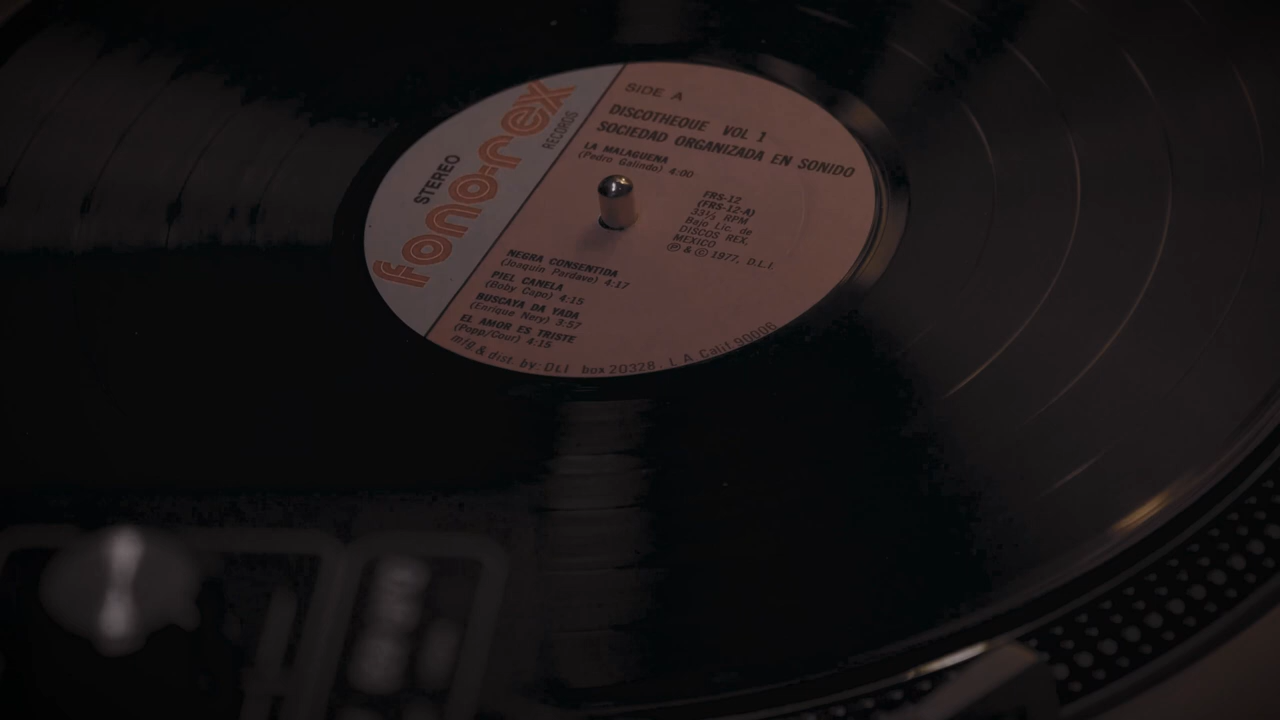 STEREO
fono-rex
RECORDS
SIDE A
DISCOTHEQUE VOL 1
SOCIEDAD ORGANIZADA EN SONIDO
LA MALAGUENA
(Pedro Galindo) 4:00
FRS-12
(FRS-12-A)
33⅓ RPM
Bajo Lic. de
DISCOS REX,
MEXICO
Ⓟ & © 1977, D.L.I.
NEGRA CONSENTIDA
(Joaquin Pardave) 4:17
PIEL CANELA
(Boby Capo) 4:15
BUSCAYA DA YADA
(Enrique Nery) 3:57
EL AMOR ES TRISTE
(Popp/Cour) 4:15
mfg & dist. by: DLI box 20328. L A Calif. 90006